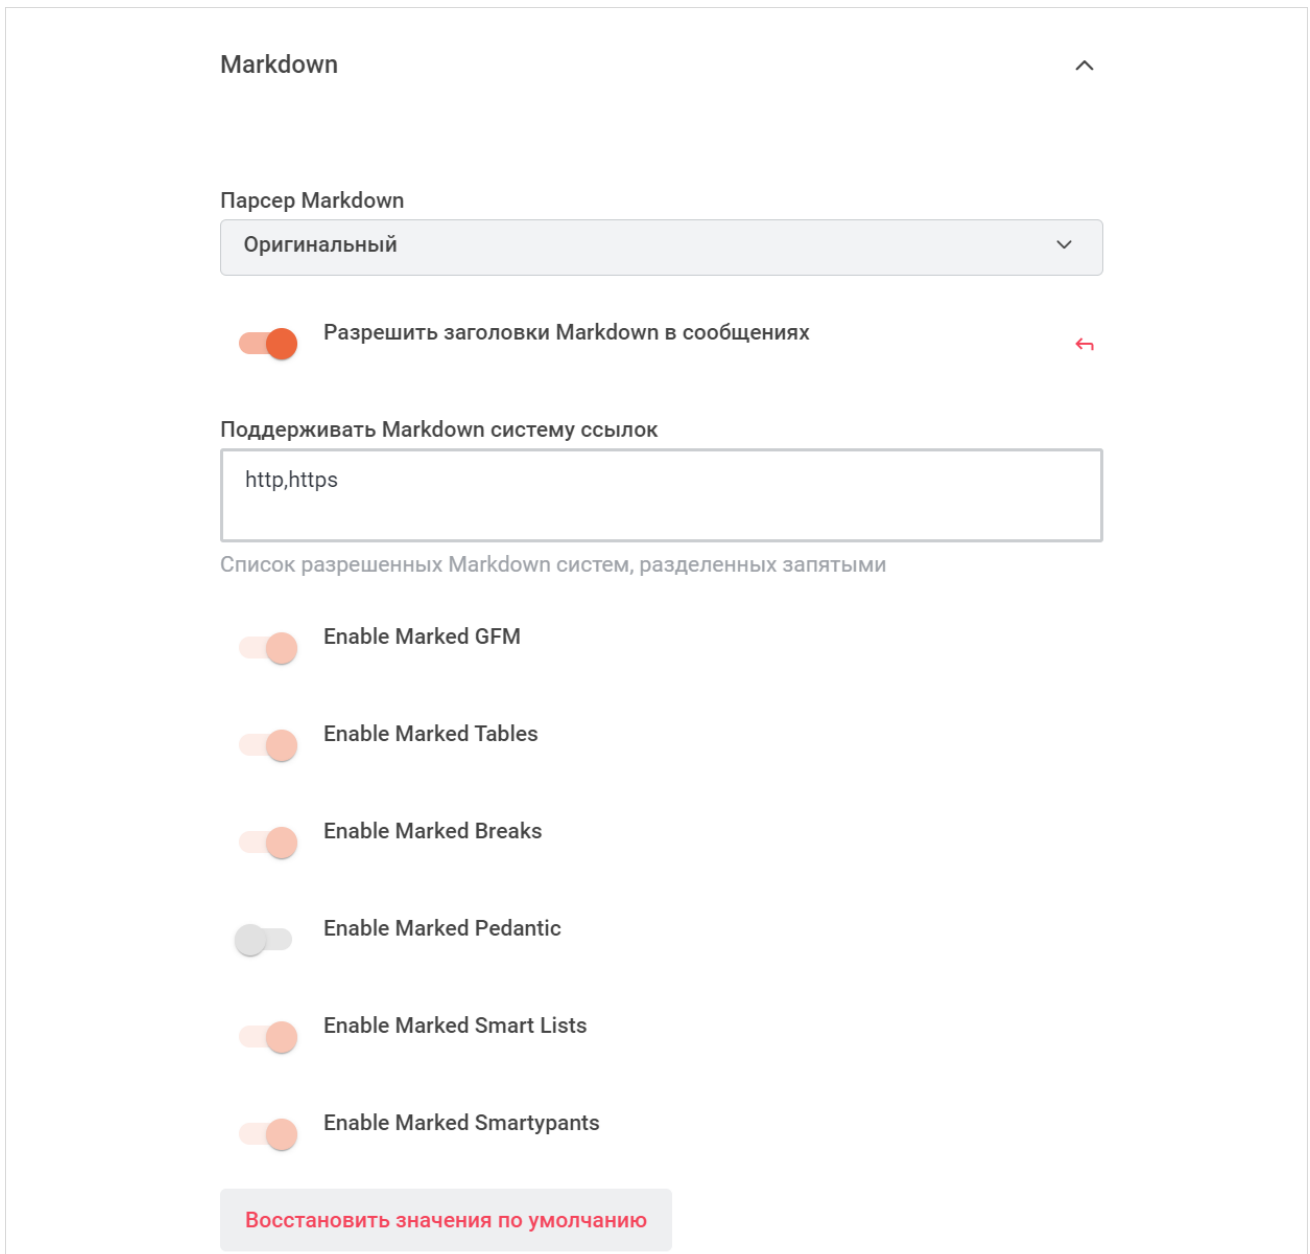 Markdown
Парсер Markdown
Оригинальный
Разрешить заголовки Markdown в сообщениях
Поддерживать Markdown систему ссылок
http,https
Список разрешенных Markdown систем, разделенных запятыми
Enable Marked GFM
Enable Marked Tables
Enable Marked Breaks
Enable Marked Pedantic
Enable Marked Smart Lists
Enable Marked Smartypants
Восстановить значения по умолчанию